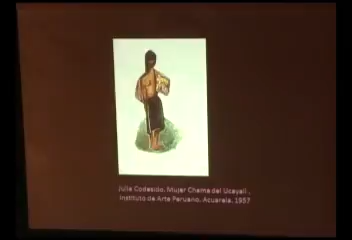 Julia Codesido. Mujer Chama del Ucayali.,
Instituto de Arte Peruano, Acuarela, 1957